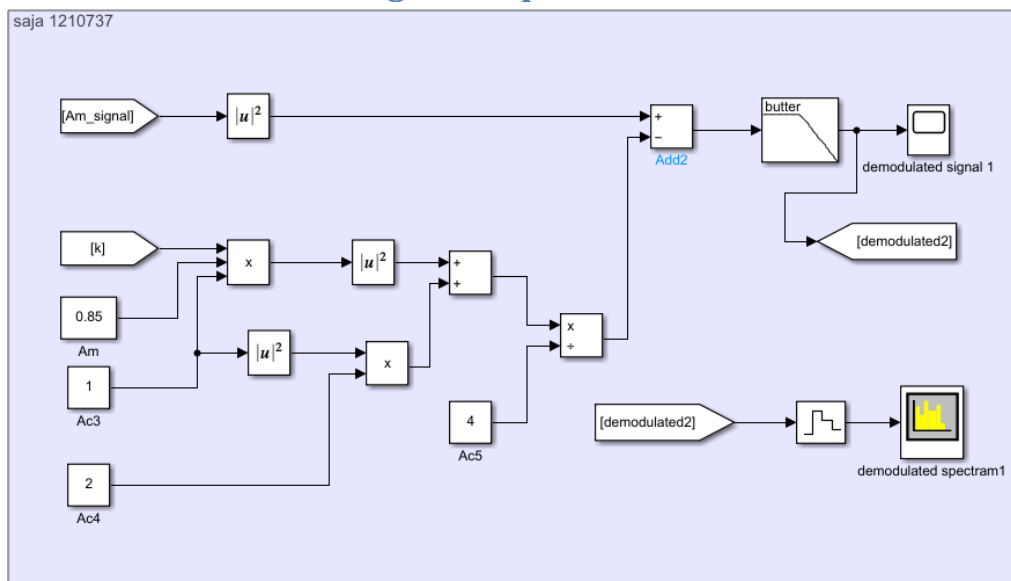 saja 1210737
[Am_signal]
|u|²
+
−
Add2
butter
demodulated signal 1
[demodulated2]
[k]
x
|u|²
+
+
0.85
Am
|u|²
x
x
÷
1
Ac3
4
Ac5
[demodulated2]
demodulated spectram1
2
Ac4